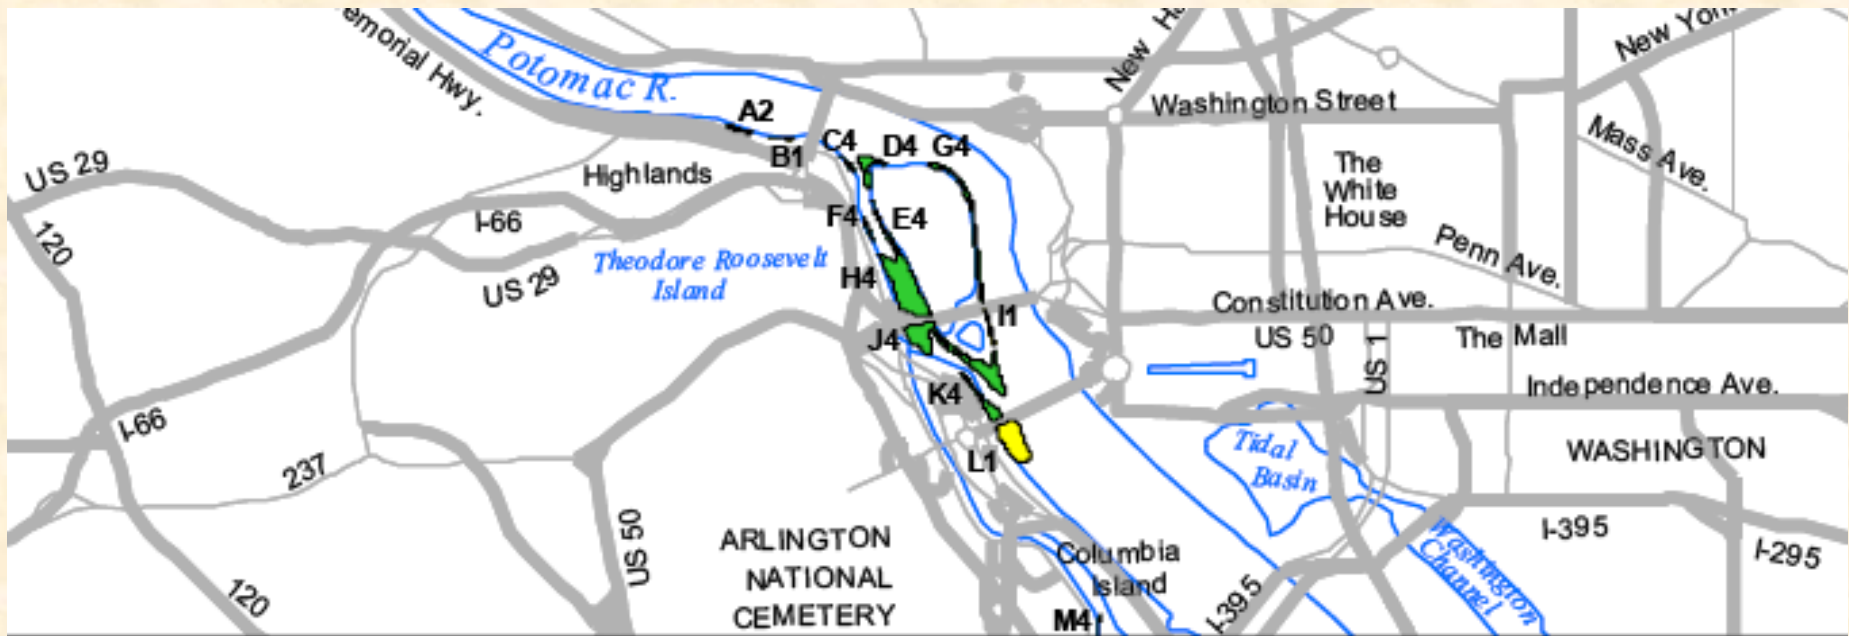 emorial Hwy.
Potomac R.
New York
New Ha
A2
Washington Street
C4
D4
G4
B1
Mass Ave.
US 29
Highlands
The
White
House
F4
E4
I-66
120
Penn Ave.
Theodore Roosevelt
Island
H4
US 29
Constitution Ave.
I1
US 50
The Mall
J4
US 1
K4
Independence Ave.
I-66
Tidal
Basin
WASHINGTON
L1
237
ARLINGTON
NATIONAL
CEMETERY
US 50
I-395
Columbia
Island
Washington
Channel
I-295
120
M4
I-395